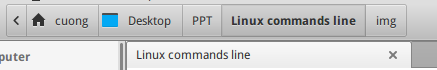 cuong Desktop PPT Linux commands line img
puter Linux commands line